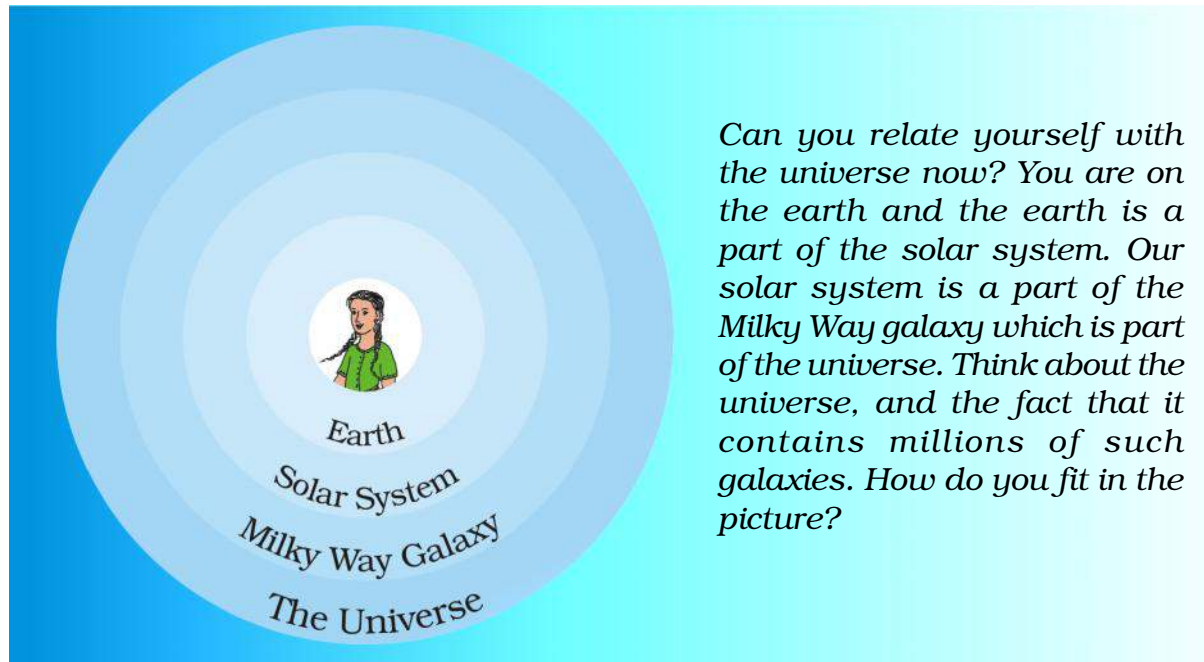 Earth
Solar System
Milky Way Galaxy
The Universe
Can you relate yourself with
the universe now? You are on
the earth and the earth is a
part of the solar system. Our
solar system is a part of the
Milky Way galaxy which is part
of the universe. Think about the
universe, and the fact that it
contains millions of such
galaxies. How do you fit in the
picture?